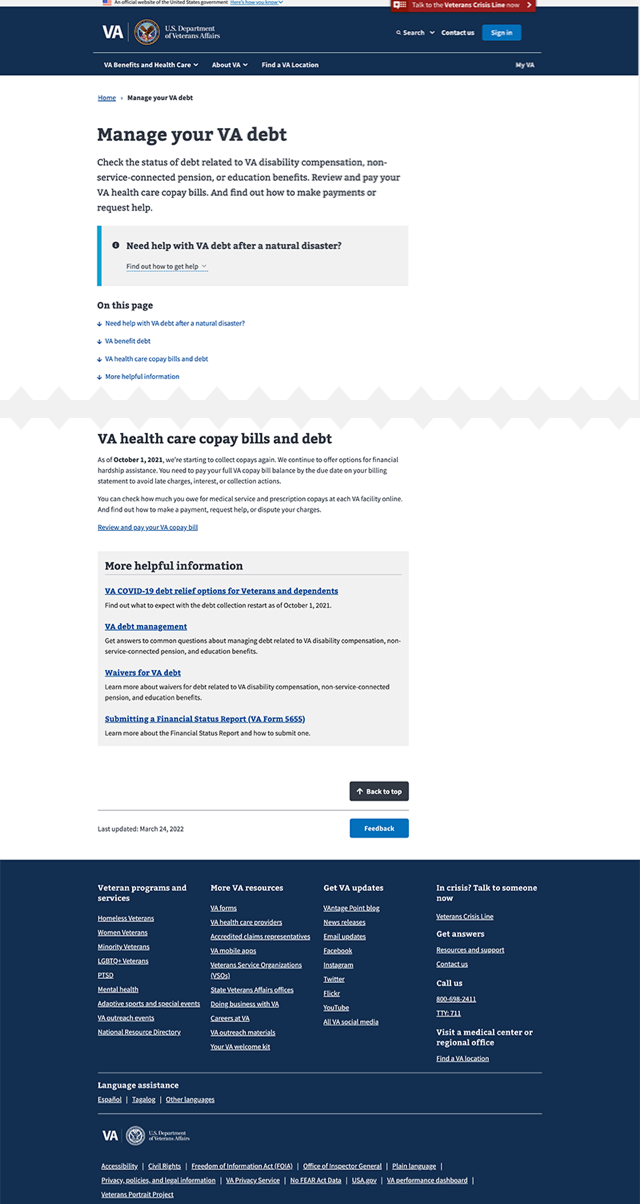 An official website of the United States government Here's how you know
Talk to the Veterans Crisis Line now
VA
U.S. Department
of Veterans Affairs
Search
Contact us
Sign in
VA Benefits and Health Care
About VA
Find a VA Location
My VA
Home › Manage your VA debt
Manage your VA debt
Check the status of debt related to VA disability compensation, non-
service-connected pension, or education benefits. Review and pay your
VA health care copay bills. And find out how to make payments or
request help.
Need help with VA debt after a natural disaster?
Find out how to get help
On this page
Need help with VA debt after a natural disaster?
VA benefit debt
VA health care copay bills and debt
More helpful information
VA health care copay bills and debt
As of October 1, 2021, we're starting to collect copays again. We continue to offer options for financial
hardship assistance. You need to pay your full VA copay bill balance by the due date on your billing
statement to avoid late charges, interest, or collection actions.
You can check how much you owe for medical service and prescription copays at each VA facility online.
And find out how to make a payment, request help, or dispute your charges.
Review and pay your VA copay bill
More helpful information
VA COVID-19 debt relief options for Veterans and dependents
Find out what to expect with the debt collection restart as of October 1, 2021.
VA debt management
Get answers to common questions about managing debt related to VA disability compensation, non-
service-connected pension, and education benefits.
Waivers for VA debt
Learn more about waivers for debt related to VA disability compensation, non-service-connected
pension, and education benefits.
Submitting a Financial Status Report (VA Form 5655)
Learn more about the Financial Status Report and how to submit one.
Back to top
Last updated: March 24, 2022
Feedback
Veteran programs and
services
Homeless Veterans
Women Veterans
Minority Veterans
LGBTQ+ Veterans
PTSD
Mental health
Adaptive sports and special events
VA outreach events
National Resource Directory
More VA resources
VA forms
VA health care providers
Accredited claims representatives
VA mobile apps
Veterans Service Organizations
(VSOs)
State Veterans Affairs offices
Doing business with VA
Careers at VA
VA outreach materials
Your VA welcome kit
Get VA updates
VAntage Point blog
News releases
Email updates
Facebook
Instagram
Twitter
Flickr
YouTube
All VA social media
In crisis? Talk to someone
now
Veterans Crisis Line
Get answers
Resources and support
Contact us
Call us
800-698-2411
TTY: 711
Visit a medical center or
regional office
Find a VA location
Language assistance
Español | Tagalog | Other languages
VA
U.S. Department
of Veterans Affairs
Accessibility | Civil Rights | Freedom of Information Act (FOIA) | Office of Inspector General | Plain language |
Privacy, policies, and legal information | VA Privacy Service | No FEAR Act Data | USA.gov | VA performance dashboard |
Veterans Portrait Project